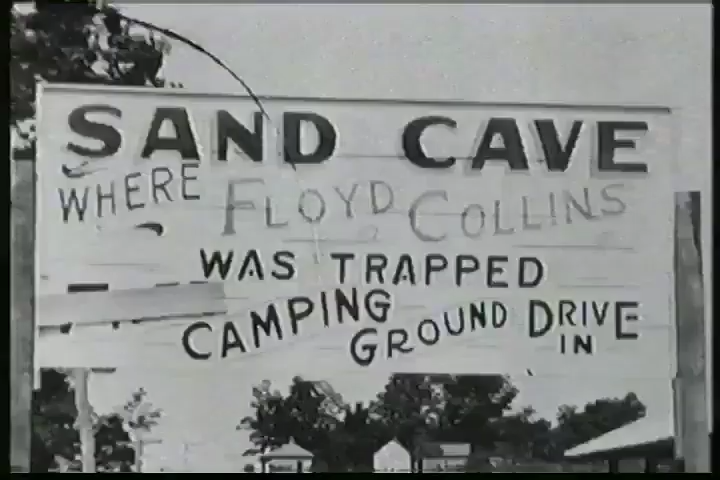 SAND CAVE
WHERE FLOYD COLLINS
WAS TRAPPED
CAMPING GROUND DRIVE IN